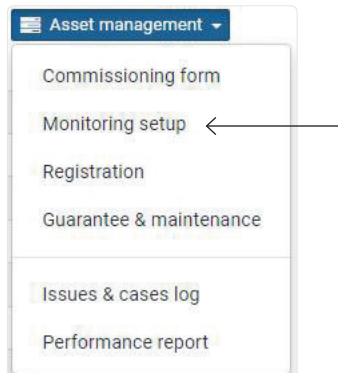 Asset management
Commissioning form
Monitoring setup
Registration
Guarantee & maintenance
Issues & cases log
Performance report